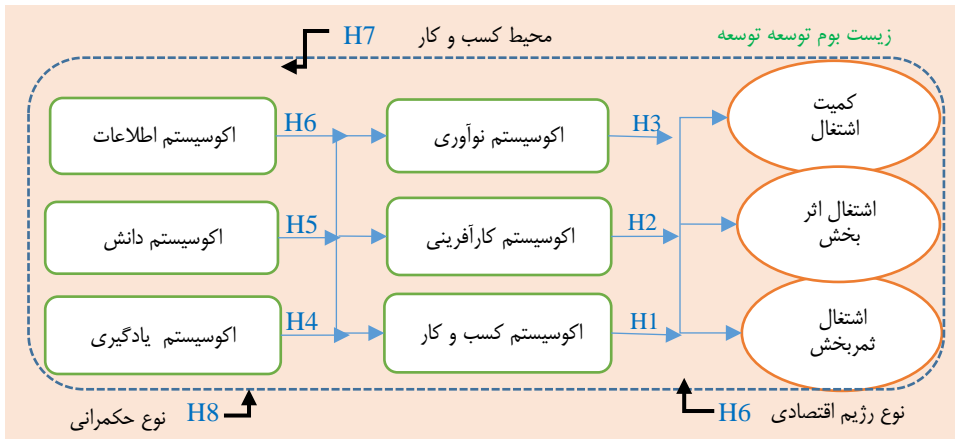 زیست بوم توسعه توسعه
محیط کسب و کار
H7
کمیت
اشتغال
H3
اکوسیستم نوآوری
H6
اکوسیستم اطلاعات
اشتغال اثر
بخش
H2
اکوسیستم کارآفرینی
H5
اکوسیستم دانش
اشتغال
ثمربخش
H1
اکوسیستم کسب و کار
H4
اکوسیستم یادگیری
نوع رژیم اقتصادی
H6
H8
نوع حکمرانی